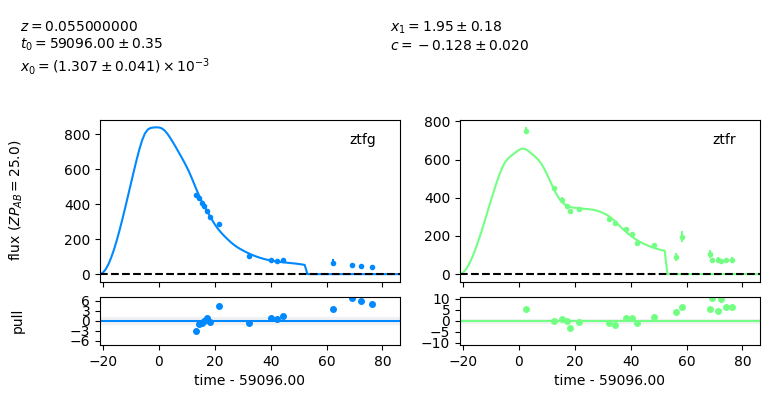 z = 0.055000000
t₀ = 59096.00 ± 0.35
x₀ = (1.307 ± 0.041) × 10⁻³
x₁ = 1.95 ± 0.18
c = −0.128 ± 0.020
ztfg
ztfr
flux (ZP_AB = 25.0)
800
600
400
200
0
800
600
400
200
0
pull
6
3
0
−3
−6
10
5
0
−5
−10
−20 0 20 40 60 80
−20 0 20 40 60 80
time - 59096.00
time - 59096.00